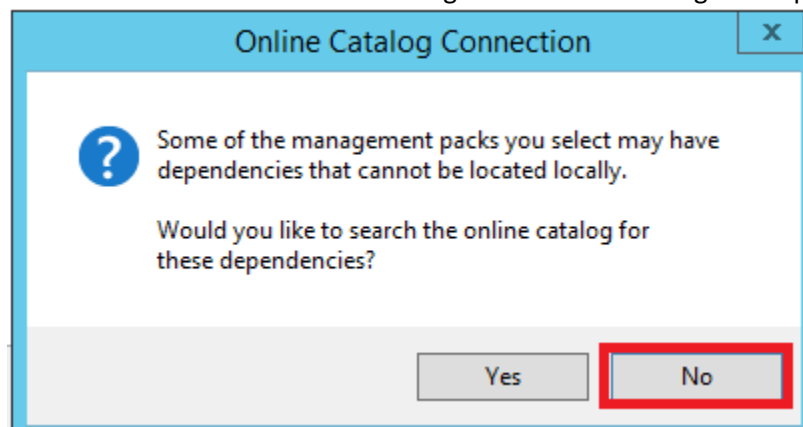 Online Catalog Connection
x
Some of the management packs you select may have
dependencies that cannot be located locally.
Would you like to search the online catalog for
these dependencies?
Yes
No